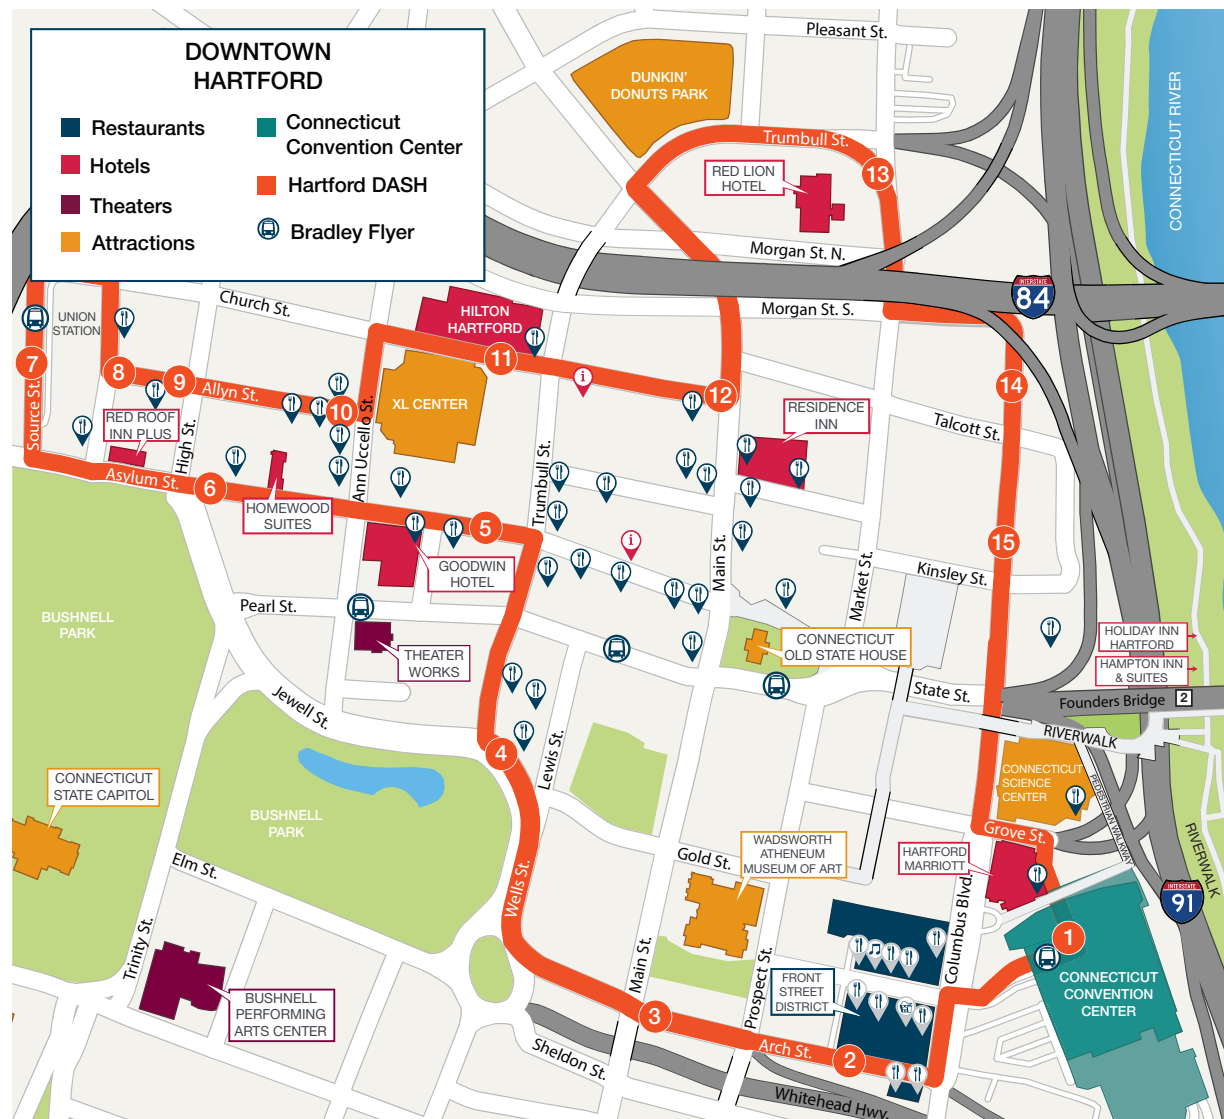 DOWNTOWN
HARTFORD
Restaurants
Hotels
Theaters
Attractions
Connecticut
Convention Center
Hartford DASH
Bradley Flyer
Pleasant St.
DUNKIN'
DONUTS PARK
Trumbull St.
13
RED LION
HOTEL
CONNECTICUT RIVER
Morgan St. N.
INTERSTATE
84
Morgan St. S.
Church St.
UNION
STATION
HILTON
HARTFORD
7
8
9
Allyn St.
10
11
12
14
i
XL CENTER
Source St.
RED ROOF
INN PLUS
High St.
Ann Uccello St.
Trumbull St.
RESIDENCE
INN
Talcott St.
Asylum St.
6
HOMEWOOD
SUITES
5
GOODWIN
HOTEL
i
Main St.
15
Kinsley St.
Market St.
Pearl St.
BUSHNELL
PARK
THEATER
WORKS
CONNECTICUT
OLD STATE HOUSE
HOLIDAY INN
HARTFORD
HAMPTON INN
& SUITES
State St.
Founders Bridge
2
RIVERWALK
Jewell St.
4
Lewis St.
CONNECTICUT
SCIENCE
CENTER
PEDESTRIAN WALKWAY
RIVERWALK
CONNECTICUT
STATE CAPITOL
BUSHNELL
PARK
Grove St.
Elm St.
Wells St.
Gold St.
WADSWORTH
ATHENEUM
MUSEUM OF ART
HARTFORD
MARRIOTT
INTERSTATE
91
Trinity St.
Main St.
Prospect St.
Columbus Blvd.
1
CONNECTICUT
CONVENTION
CENTER
FRONT
STREET
DISTRICT
BUSHNELL
PERFORMING
ARTS CENTER
3
Arch St.
2
Sheldon St.
Whitehead Hwy.